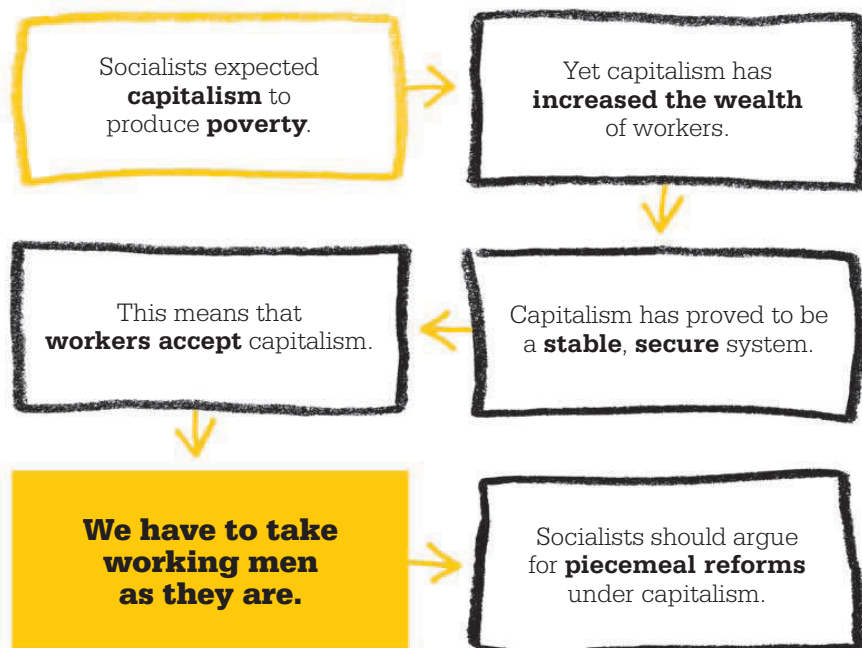 Socialists expected
capitalism to
produce poverty.
Yet capitalism has
increased the wealth
of workers.
Capitalism has proved to be
a stable, secure system.
This means that
workers accept capitalism.
We have to take
working men
as they are.
Socialists should argue
for piecemeal reforms
under capitalism.